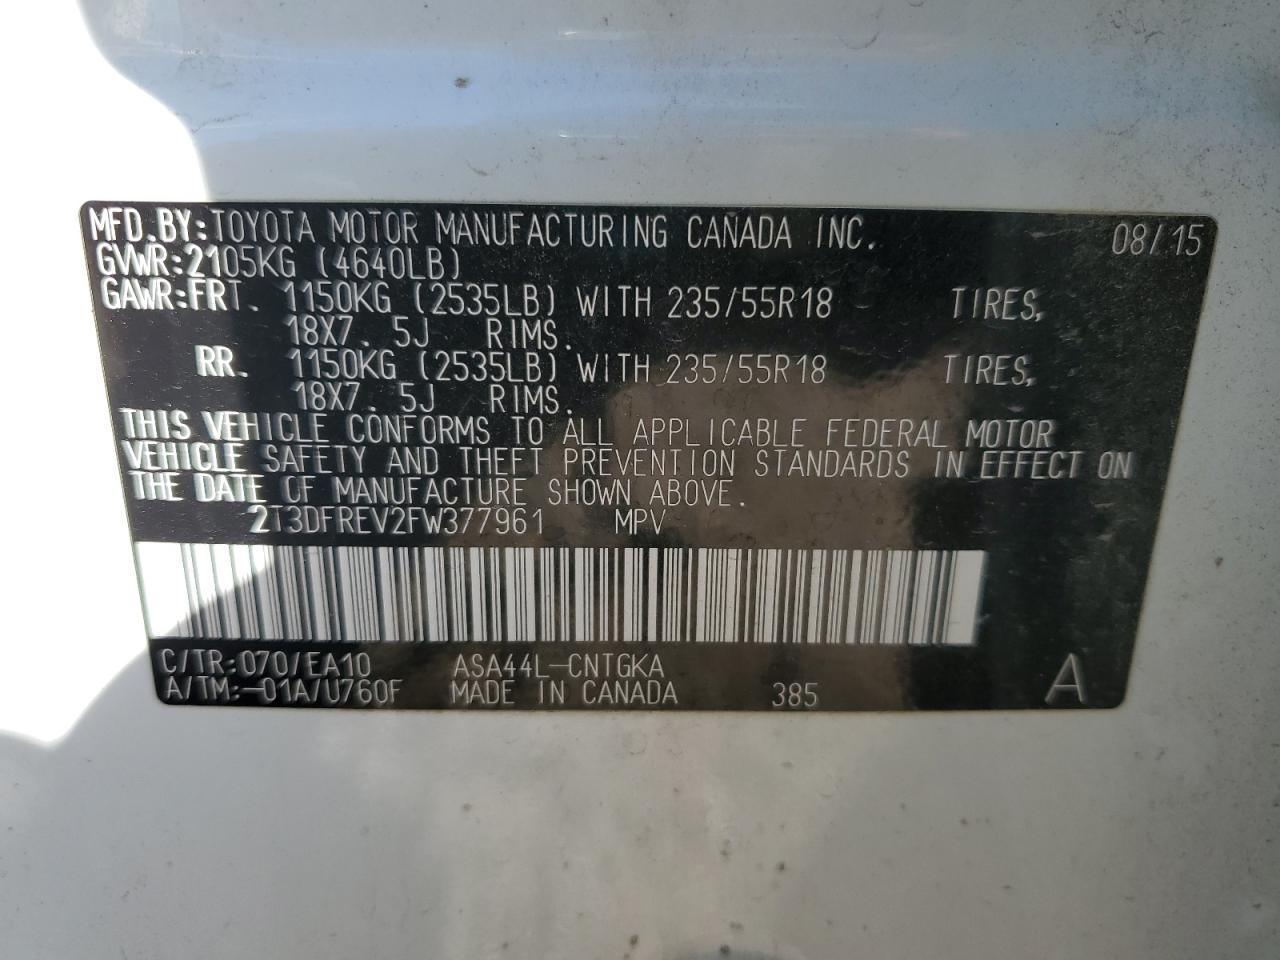 MFD.BY:TOYOTA MOTOR MANUFACTURING CANADA INC. 08/15
GVWR:2105KG (4640LB)
GAWR:FRT. 1150KG (2535LB) WITH 235/55R18 TIRES,
18X7.5J RIMS.
RR. 1150KG (2535LB) WITH 235/55R18 TIRES,
18X7.5J RIMS.
THIS VEHICLE CONFORMS TO ALL APPLICABLE FEDERAL MOTOR
VEHICLE SAFETY AND THEFT PREVENTION STANDARDS IN EFFECT ON
THE DATE OF MANUFACTURE SHOWN ABOVE.
2T3DFREV2FW377961 MPV
C/TR:070/EA10 ASA44L-CNTGKA
A/TM:-01A/U760F MADE IN CANADA 385 A